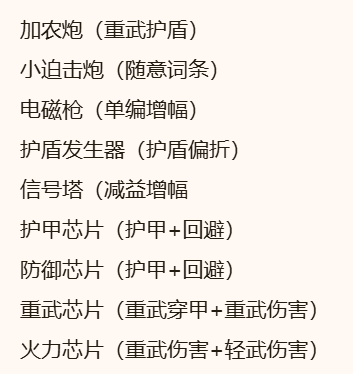 加农炮（重武护盾）
小迫击炮（随意词条）
电磁枪（单编增幅）
护盾发生器（护盾偏折）
信号塔（减益增幅
护甲芯片（护甲+回避）
防御芯片（护甲+回避）
重武芯片（重武穿甲+重武伤害）
火力芯片（重武伤害+轻武伤害）